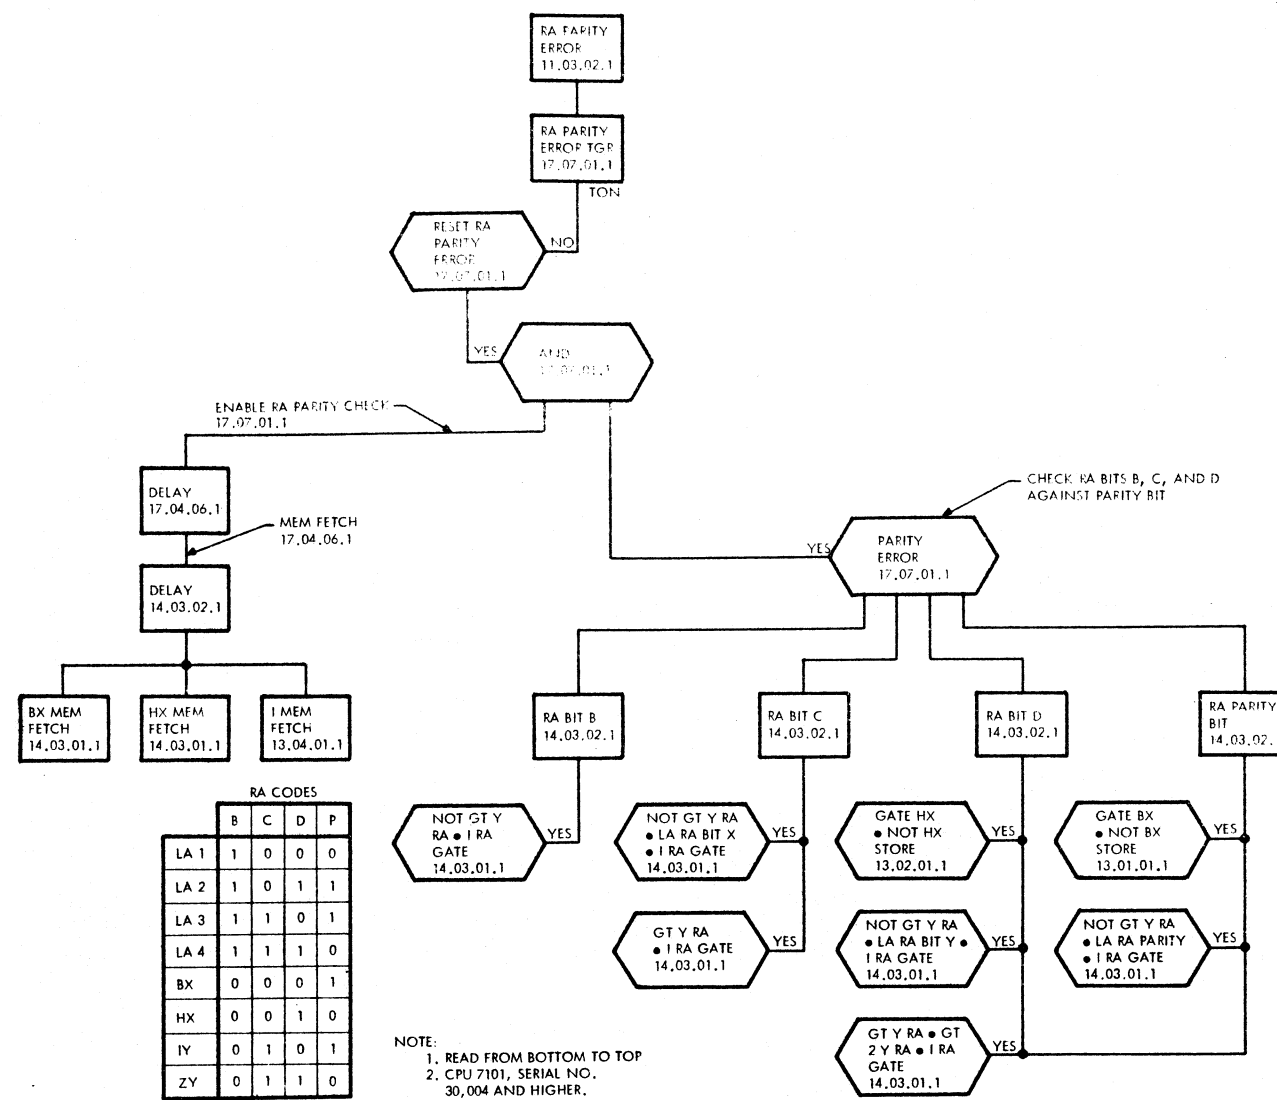 RA PARITY
ERROR
11.03.02.1
RA PARITY
ERROR TGR
17.07.01.1
TON
RESET RA
PARITY
ERROR
17.07.01.1
NO
YES
AND
17.07.01.1
ENABLE RA PARITY CHECK
17.07.01.1
DELAY
17.04.06.1
MEM FETCH
17.04.06.1
DELAY
14.03.02.1
BX MEM
FETCH
14.03.01.1
HX MEM
FETCH
14.03.01.1
I MEM
FETCH
13.04.01.1
CHECK RA BITS B, C, AND D
AGAINST PARITY BIT
YES
PARITY
ERROR
17.07.01.1
RA BIT B
14.03.02.1
RA BIT C
14.03.02.1
RA BIT D
14.03.02.1
RA PARITY
BIT
14.03.02.
NOT GT Y
RA • I RA
GATE
14.03.01.1
YES
NOT GT Y RA
• LA RA BIT X
• I RA GATE
14.03.01.1
YES
GATE HX
• NOT HX
STORE
13.02.01.1
YES
GATE BX
• NOT BX
STORE
13.01.01.1
YES
GT Y RA
• I RA GATE
14.03.01.1
YES
NOT GT Y RA
• LA RA BIT Y •
I RA GATE
14.03.01.1
YES
NOT GT Y RA
• LA RA PARITY
• I RA GATE
14.03.01.1
YES
GT Y RA • GT
2 Y RA • I RA
GATE
14.03.01.1
YES
RA CODES
B C D P
LA 1 1 0 0 0
LA 2 1 0 1 1
LA 3 1 1 0 1
LA 4 1 1 1 0
BX 0 0 0 1
HX 0 0 1 0
IY 0 1 0 1
ZY 0 1 1 0
NOTE:
1. READ FROM BOTTOM TO TOP
2. CPU 7101, SERIAL NO.
30,004 AND HIGHER.